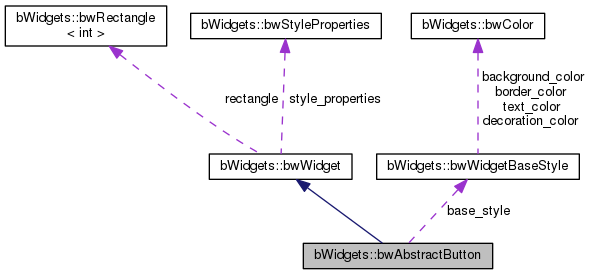 bWidgets::bwRectangle
< int >
bWidgets::bwStyleProperties
bWidgets::bwColor
rectangle
style_properties
background_color
border_color
text_color
decoration_color
bWidgets::bwWidget
bWidgets::bwWidgetBaseStyle
base_style
bWidgets::bwAbstractButton